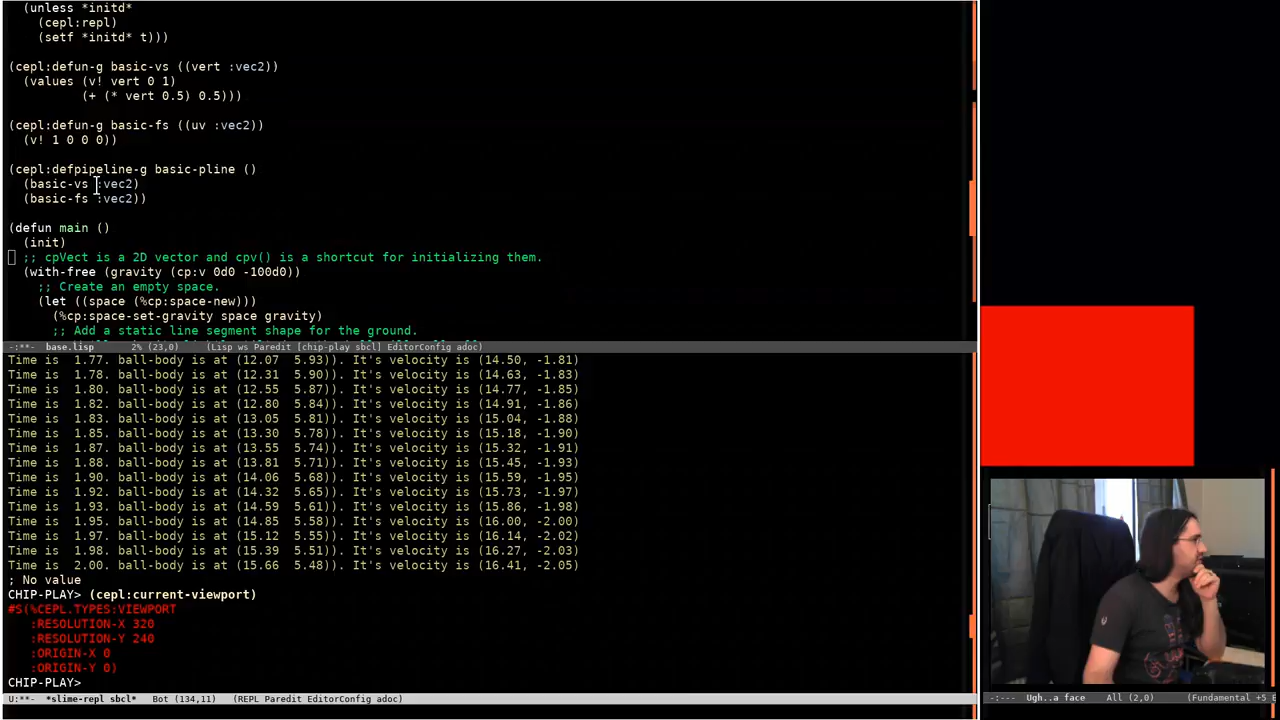 (unless *initd*
(cepl:repl)
(setf *initd* t)))
(cepl:defun-g basic-vs ((vert :vec2))
(values (v! vert 0 1)
(+ (* vert 0.5) 0.5)))
(cepl:defun-g basic-fs ((uv :vec2))
(v! 1 0 0 0))
(cepl:defpipeline-g basic-pline ()
(basic-vs :vec2)
(basic-fs :vec2))
(defun main ()
(init)
;; cpVect is a 2D vector and cpv() is a shortcut for initializing them.
(with-free (gravity (cp:v 0d0 -100d0))
;; Create an empty space.
(let ((space (%cp:space-new)))
(%cp:space-set-gravity space gravity)
;; Add a static line segment shape for the ground.
-:**-  base.lisp      2% (23,0)     (Lisp ws Paredit [chip-play sbcl] EditorConfig adoc)
Time is  1.77. ball-body is at (12.07  5.93)). It's velocity is (14.50, -1.81)
Time is  1.78. ball-body is at (12.31  5.90)). It's velocity is (14.63, -1.83)
Time is  1.80. ball-body is at (12.55  5.87)). It's velocity is (14.77, -1.85)
Time is  1.82. ball-body is at (12.80  5.84)). It's velocity is (14.91, -1.86)
Time is  1.83. ball-body is at (13.05  5.81)). It's velocity is (15.04, -1.88)
Time is  1.85. ball-body is at (13.30  5.78)). It's velocity is (15.18, -1.90)
Time is  1.87. ball-body is at (13.55  5.74)). It's velocity is (15.32, -1.91)
Time is  1.88. ball-body is at (13.81  5.71)). It's velocity is (15.45, -1.93)
Time is  1.90. ball-body is at (14.06  5.68)). It's velocity is (15.59, -1.95)
Time is  1.92. ball-body is at (14.32  5.65)). It's velocity is (15.73, -1.97)
Time is  1.93. ball-body is at (14.59  5.61)). It's velocity is (15.86, -1.98)
Time is  1.95. ball-body is at (14.85  5.58)). It's velocity is (16.00, -2.00)
Time is  1.97. ball-body is at (15.12  5.55)). It's velocity is (16.14, -2.02)
Time is  1.98. ball-body is at (15.39  5.51)). It's velocity is (16.27, -2.03)
Time is  2.00. ball-body is at (15.66  5.48)). It's velocity is (16.41, -2.05)
; No value
CHIP-PLAY> (cepl:current-viewport)
#S(%CEPL.TYPES:VIEWPORT
:RESOLUTION-X 320
:RESOLUTION-Y 240
:ORIGIN-X 0
:ORIGIN-Y 0)
CHIP-PLAY>
U:**-  *slime-repl sbcl*   Bot (134,11)   (REPL Paredit EditorConfig adoc)
-:---  Ugh..a face    All (2,0)      (Fundamental +5 E